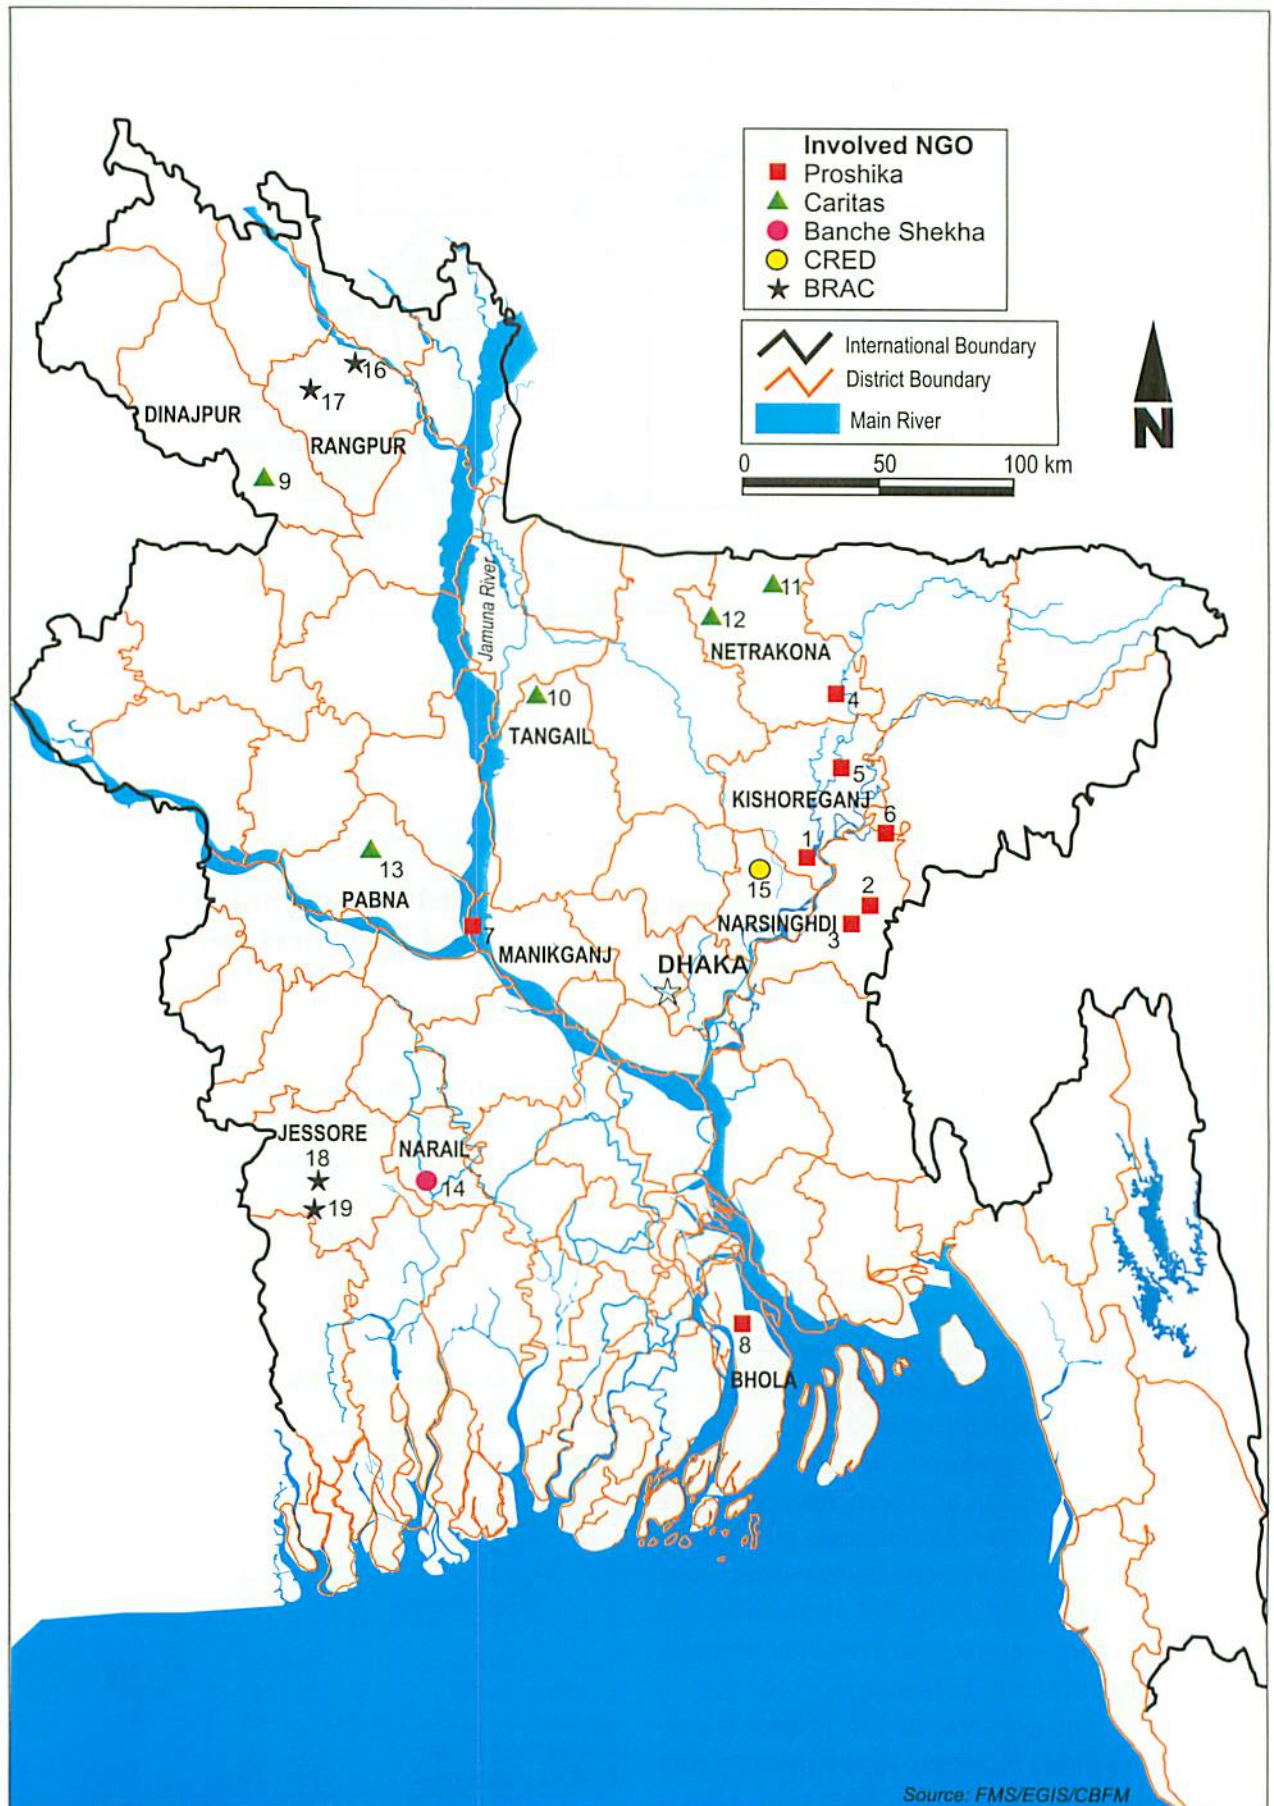 Involved NGO
Proshika
Caritas
Banche Shekha
CRED
BRAC
International Boundary
District Boundary
Main River
N
0 50 100 km
16
17
DINAJPUR
RANGPUR
9
Jamuna River
11
12
NETRAKONA
4
10
TANGAIL
5
KISHOREGANJ
6
1
13
15
2
PABNA
NARSINGHDI
3
7
MANIKGANJ
DHAKA
JESSORE
18
NARAIL
14
19
8
BHOLA
Source: FMS/EGIS/CBFM